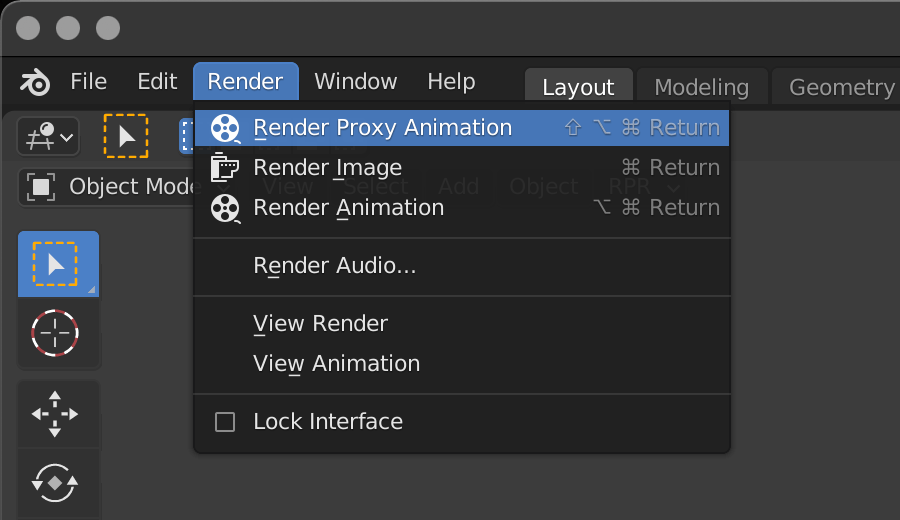 File Edit Render Window Help Layout Modeling Geometry
Render Proxy Animation ⇧ ⌥ ⌘ Return
Render Image ⌘ Return
Object Mode View Select Add Object RPR
Render Animation ⌥ ⌘ Return
Render Audio...
View Render
View Animation
Lock Interface